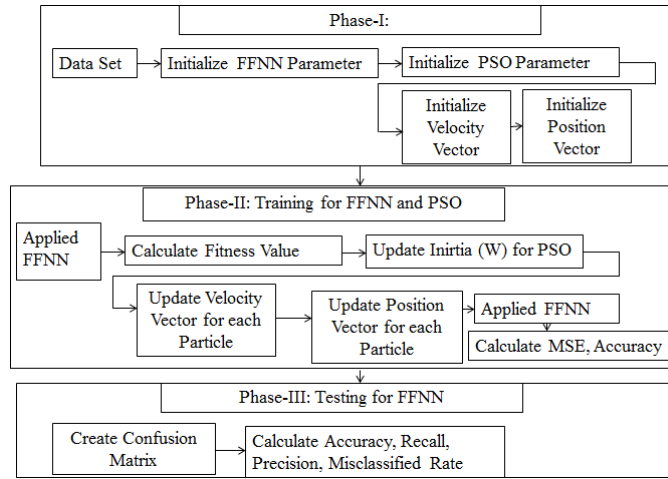 Phase-I:
Data Set
Initialize FFNN Parameter
Initialize PSO Parameter
Initialize
Velocity
Vector
Initialize
Position
Vector
Phase-II: Training for FFNN and PSO
Applied
FFNN
Calculate Fitness Value
Update Inirtia (W) for PSO
Update Velocity
Vector for each
Particle
Update Position
Vector for each
Particle
Applied FFNN
Calculate MSE, Accuracy
Phase-III: Testing for FFNN
Create Confusion
Matrix
Calculate Accuracy, Recall,
Precision, Misclassified Rate